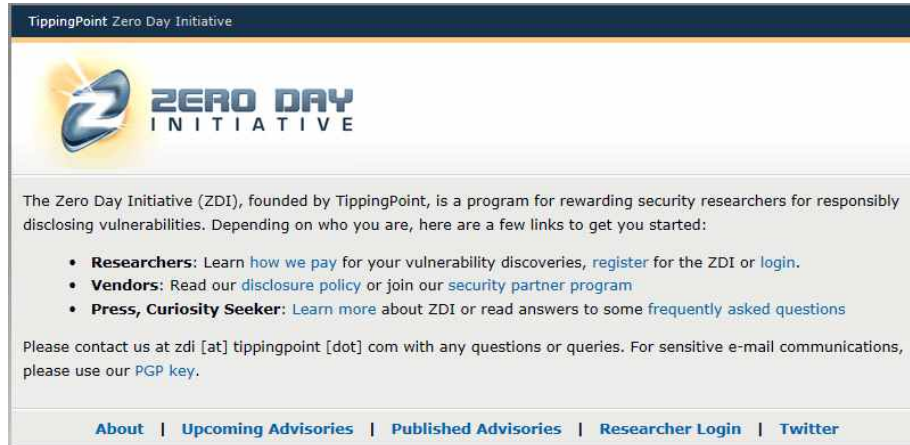 TippingPoint Zero Day Initiative
Z ZERO DAY
INITIATIVE
The Zero Day Initiative (ZDI), founded by TippingPoint, is a program for rewarding security researchers for responsibly
disclosing vulnerabilities. Depending on who you are, here are a few links to get you started:
• Researchers: Learn how we pay for your vulnerability discoveries, register for the ZDI or login.
• Vendors: Read our disclosure policy or join our security partner program
• Press, Curiosity Seeker: Learn more about ZDI or read answers to some frequently asked questions
Please contact us at zdi [at] tippingpoint [dot] com with any questions or queries. For sensitive e-mail communications,
please use our PGP key.
About | Upcoming Advisories | Published Advisories | Researcher Login | Twitter